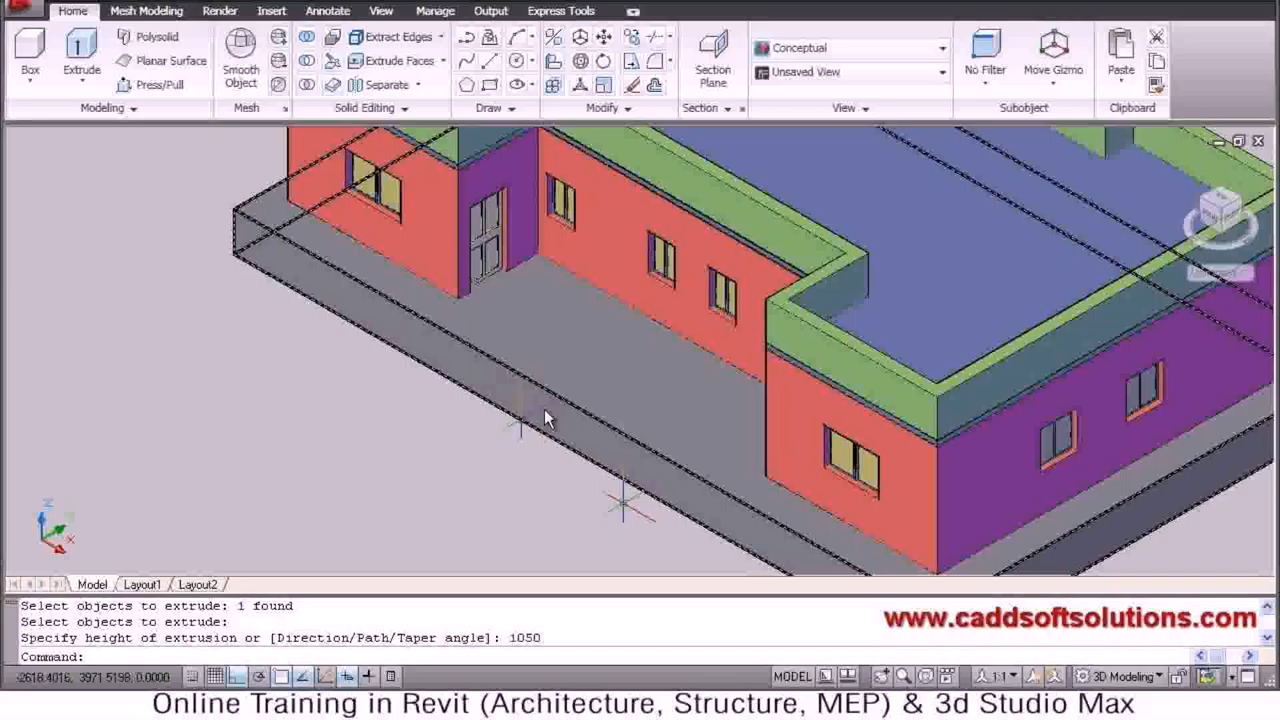 Home Mesh Modeling Render Insert Annotate View Manage Output Express Tools
Polysolid Extract Edges
Planar Surface Extrude Faces Conceptual
Box Extrude Press/Pull Smooth Object Separate Section Plane Unsaved View No Filter Move Gizmo Paste
Modeling Mesh Solid Editing Draw Modify Section View Subobject Clipboard
Z
X
Model Layout1 Layout2
Select objects to extrude: 1 found
Select objects to extrude:
Specify height of extrusion or [Direction/Path/Taper angle]: 1050
www.caddsoftsolutions.com
Command:
-2618.4016, 3971.5198, 0.0000 MODEL 1:1 3D Modeling
Online Training in Revit (Architecture, Structure, MEP) & 3d Studio Max